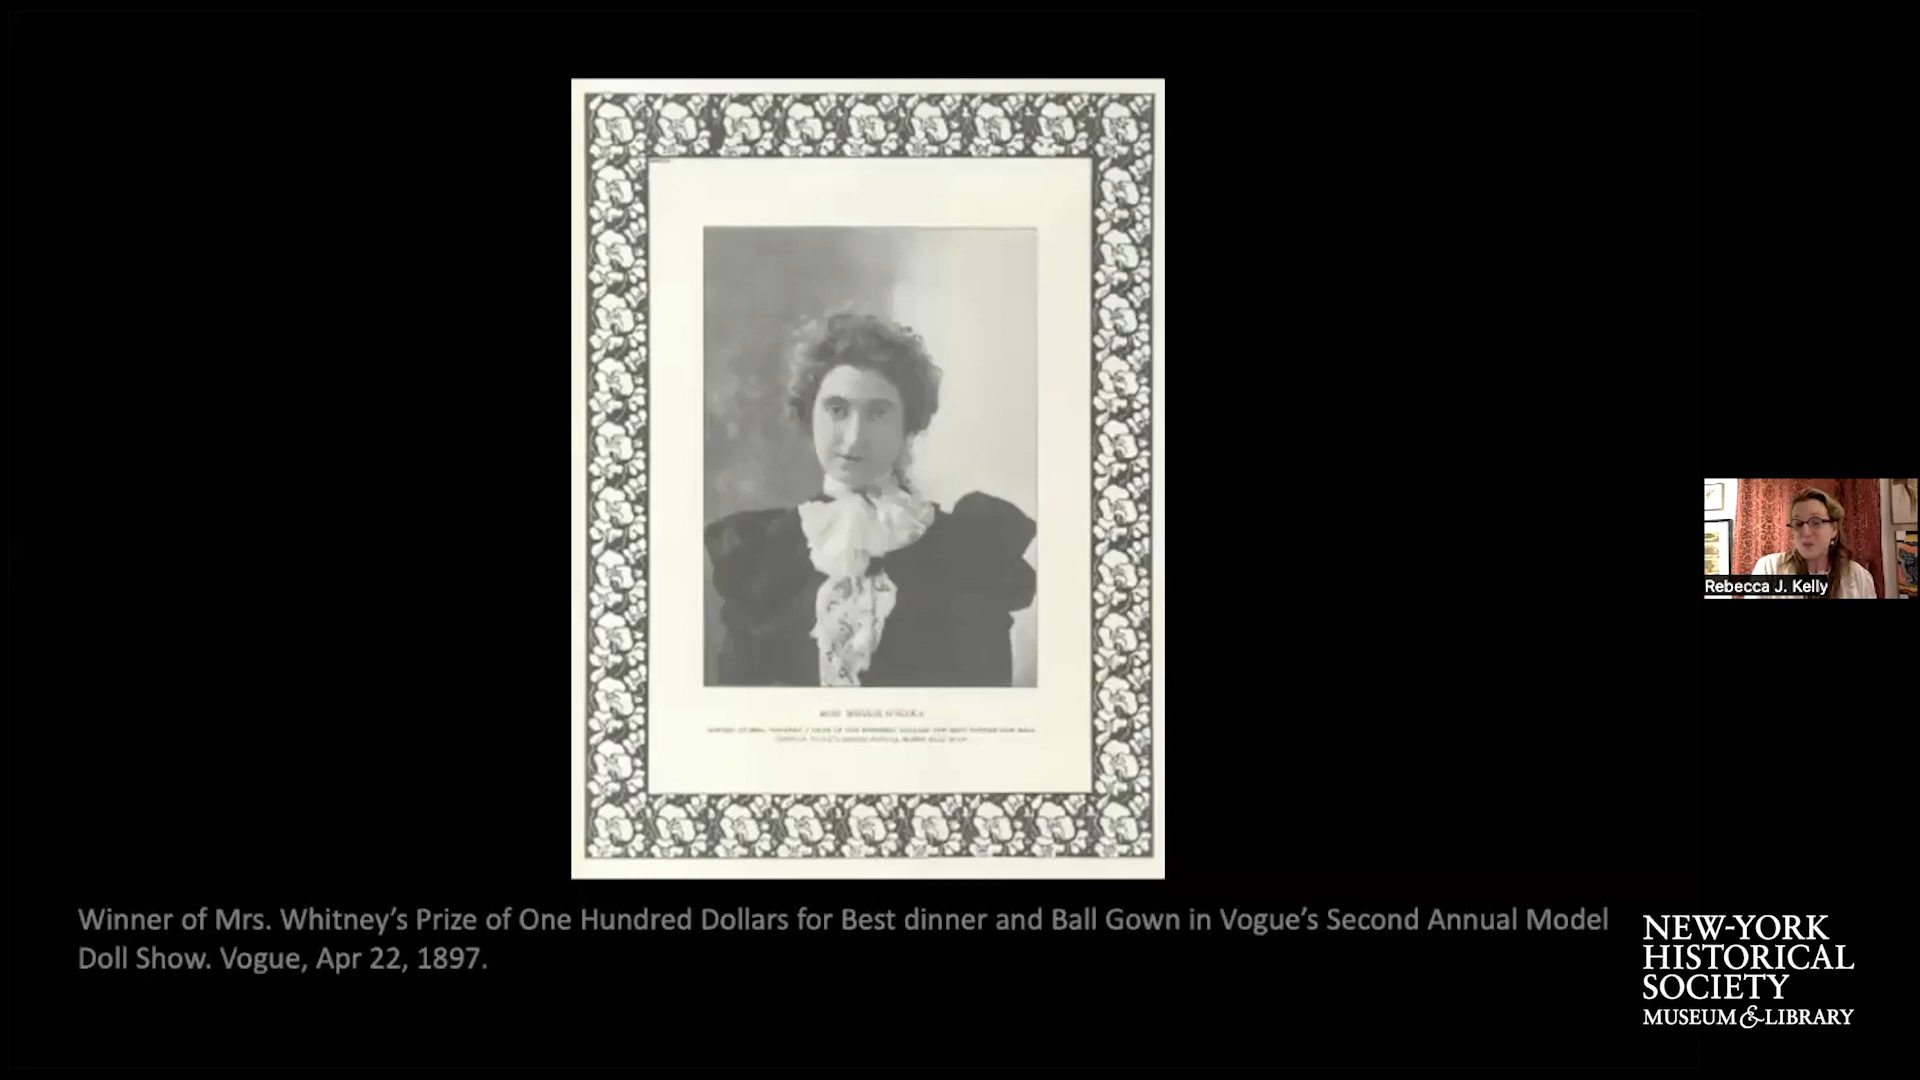 Winner of Mrs. Whitney’s Prize of One Hundred Dollars for Best dinner and Ball Gown in Vogue’s Second Annual Model
Doll Show. Vogue, Apr 22, 1897.
Rebecca J. Kelly
NEW-YORK
HISTORICAL
SOCIETY
MUSEUM & LIBRARY